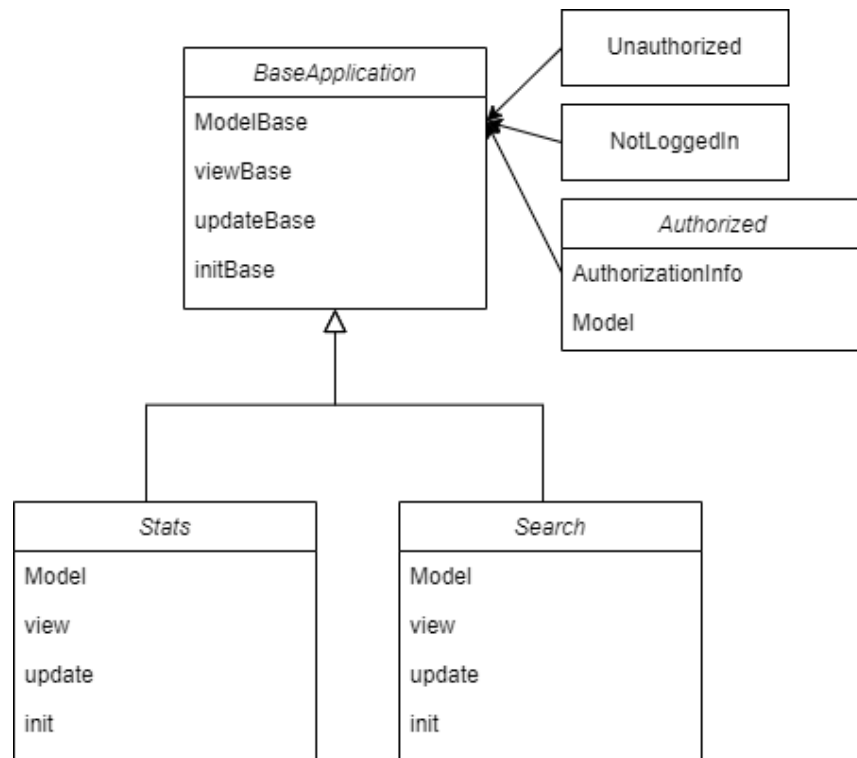 Unauthorized
BaseApplication
ModelBase
viewBase
updateBase
initBase
NotLoggedIn
Authorized
AuthorizationInfo
Model
Stats
Model
view
update
init
Search
Model
view
update
init